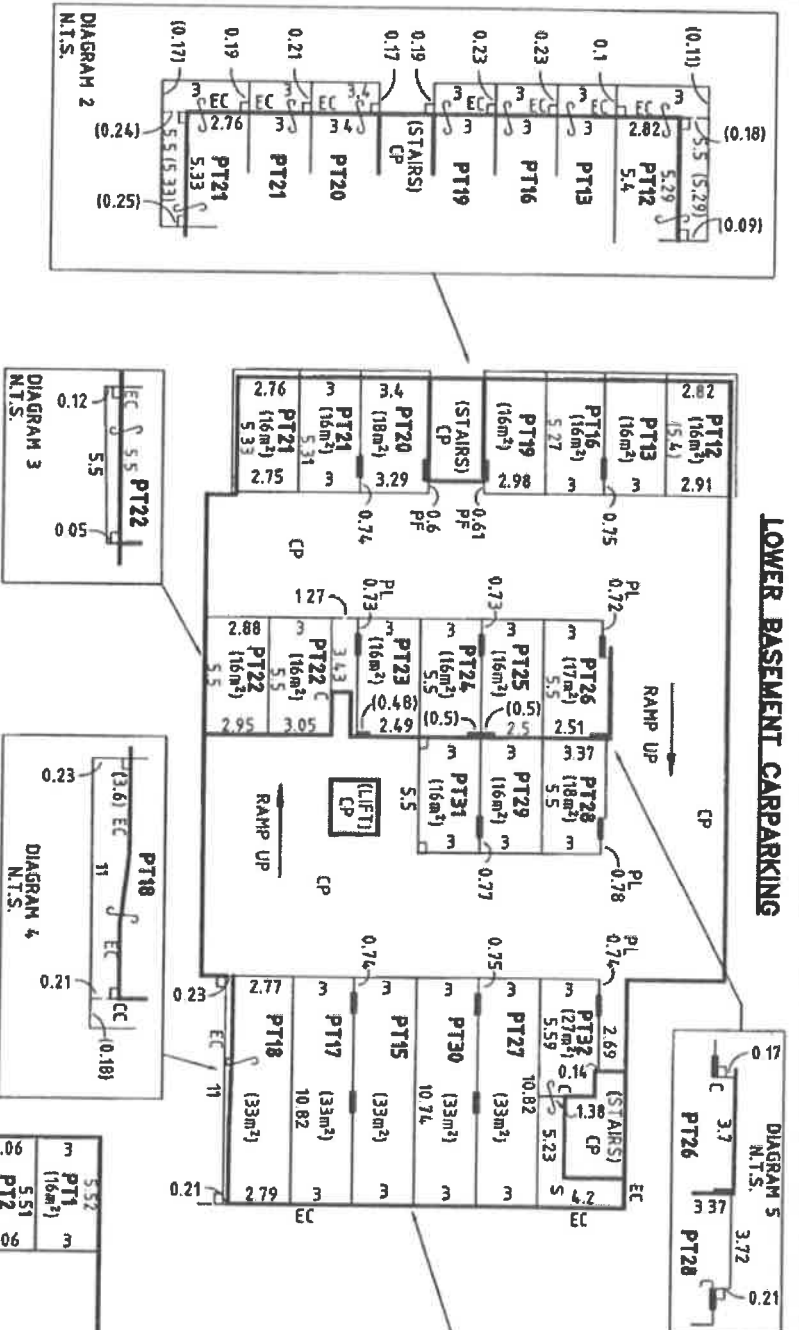 LOWER BASEMENT CARPARKING
DIAGRAM 2
N.T.S.
(0.17)
0.19
0.21
0.17
0.19
0.23
0.23
0.1
(0.11)
3
EC
3
EC
3.4
EC
3
EC
3
EC
3
EC
3
EC
2.76
3
3.4
(STAIRS)
CP
3
3
3
2.82
(0.24)
5.5 (5.33)
(0.25)
5.33
PT21
PT21
PT20
PT19
PT16
PT13
PT12
5.4
5.29
5.5 (5.29)
(0.18)
(0.09)
2.76
PT21
(16m²)
5.33
2.75
3
PT21
(16m²)
5.31
3
3.4
PT20
(18m²)
3.29
(STAIRS)
CP
PT19
(16m²)
2.98
PT16
(16m²)
5.27
3
PT13
(16m²)
3
2.82
PT12
(16m²)
(5.4)
2.91
0.74
0.6
PF
0.61
PF
0.75
CP
1.27
PL
0.73
0.73
PL
0.72
RAMP UP
CP
2.88
PT22
(16m²)
5.5
2.95
3
PT22
(16m²)
5.5
3.05
C
3.43
3
PT23
(16m²)
(0.48)
2.49
3
PT24
(16m²)
5.5
(0.5)
3
PT25
(16m²)
(0.5)
2.5
3
PT26
(17m²)
5.5
2.51
3
PT31
(16m²)
5.5
3
3
PT29
(16m²)
3
3.37
PT28
(18m²)
5.5
3
0.77
PL
0.78
(LIFT)
CP
RAMP UP
CP
0.74
0.75
PL
0.74
0.23
EC
11
0.21
2.77
PT18
(33m²)
2.79
3
PT17
(33m²)
10.82
3
3
PT15
(33m²)
3
3
PT30
(33m²)
10.74
3
3
PT27
(33m²)
10.82
3
3
PT32
(27m²)
5.59
2.69
0.14
C
1.38
(STAIRS)
CP
5.23
S
4.2
EC
EC
EC
DIAGRAM 3
N.T.S.
0.12
EC
5.5
PT22
5.5
0.05
DIAGRAM 4
N.T.S.
0.23
(3.6) EC
PT18
11
EC
CC
0.21
(0.18)
DIAGRAM 5
N.T.S.
0.17
C
3.7
PT26
3.37
3.72
PT28
0.21
5.52
3
PT1
(16m²)
3
5.51
PT2